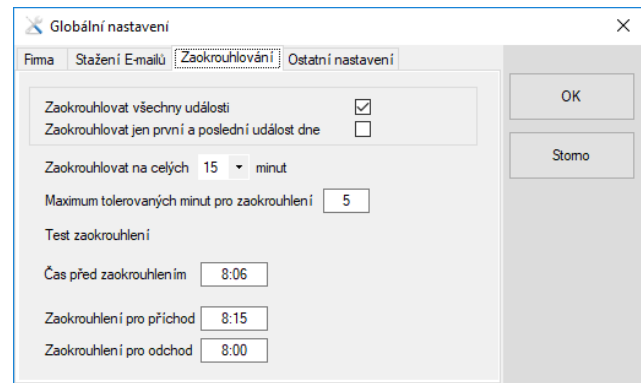 Globální nastavení
Firma Stažení E-mailů Zaokrouhlování Ostatní nastavení
Zaokrouhlovat všechny události
Zaokrouhlovat jen první a poslední událost dne
Zaokrouhlovat na celých 15 minut
Maximum tolerovaných minut pro zaokrouhlení 5
Test zaokrouhlení
Čas před zaokrouhlením 8:06
Zaokrouhlení pro příchod 8:15
Zaokrouhlení pro odchod 8:00
OK
Storno